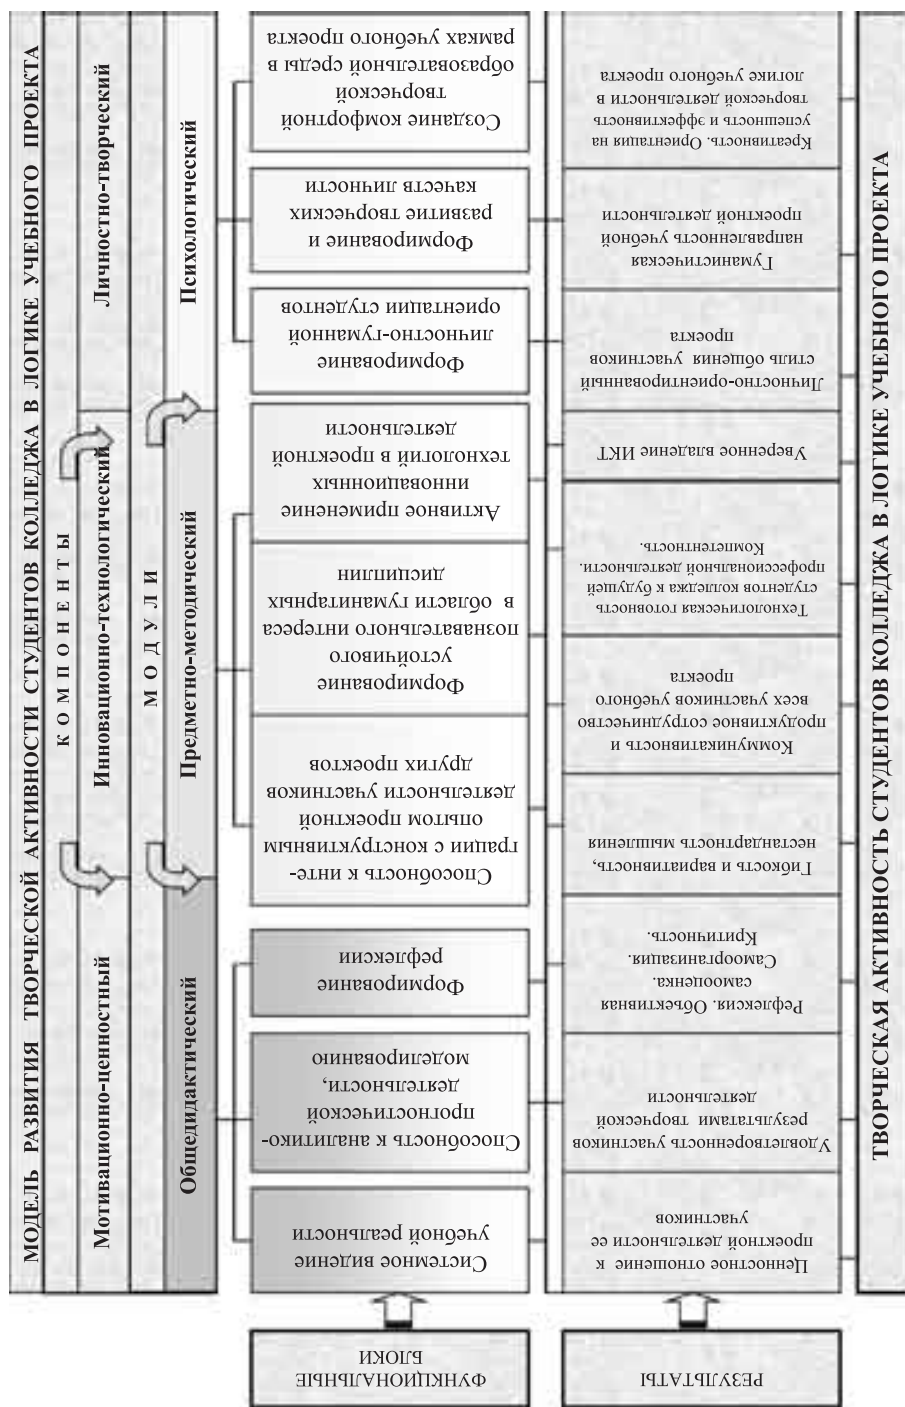 МОДЕЛЬ РАЗВИТИЯ ТВОРЧЕСКОЙ АКТИВНОСТИ СТУДЕНТОВ КОЛЛЕДЖА В ЛОГИКЕ УЧЕБНОГО ПРОЕКТА
КОМПОНЕНТЫ
Мотивационно-ценностный
Инновационно-технологический
Личностно-творческий
МОДУЛИ
Общедидактический
Предметно-методический
Психологический
ФУНКЦИОНАЛЬНЫЕ
БЛОКИ
Системное видение
учебной реальности
Способность к аналитико-
прогностической
деятельности,
моделированию
Формирование
рефлексии
Способность к инте-
грации с конструктивным
опытом проектной
деятельности участников
других проектов
Формирование
устойчивого
познавательного интереса
в области гуманитарных
дисциплин
Активное применение
инновационных
технологий в проектной
деятельности
Формирование
личностно-гуманной
ориентации студентов
Формирование и
развитие творческих
качеств личности
Создание комфортной
творческой
образовательной среды в
рамках учебного проекта
РЕЗУЛЬТАТЫ
Ценностное отношение к
проектной деятельности ее
участников
Удовлетворенность участников
результатами творческой
деятельности
Рефлексия. Объективная
самооценка.
Самоорганизация.
Критичность.
Гибкость и вариативность,
нестандартность мышления
Коммуникативность и
продуктивное сотрудничество
всех участников учебного
проекта
Технологическая готовность
студентов колледжа к будущей
профессиональной деятельности.
Компетентность.
Уверенное владение ИКТ
Личностно-ориентированный
стиль общения участников
проекта
Гуманистическая
направленность учебной
проектной деятельности
Креативность. Ориентация на
успешность и эффективность
творческой деятельности в
логике учебного проекта
ТВОРЧЕСКАЯ АКТИВНОСТЬ СТУДЕНТОВ КОЛЛЕДЖА В ЛОГИКЕ УЧЕБНОГО ПРОЕКТА